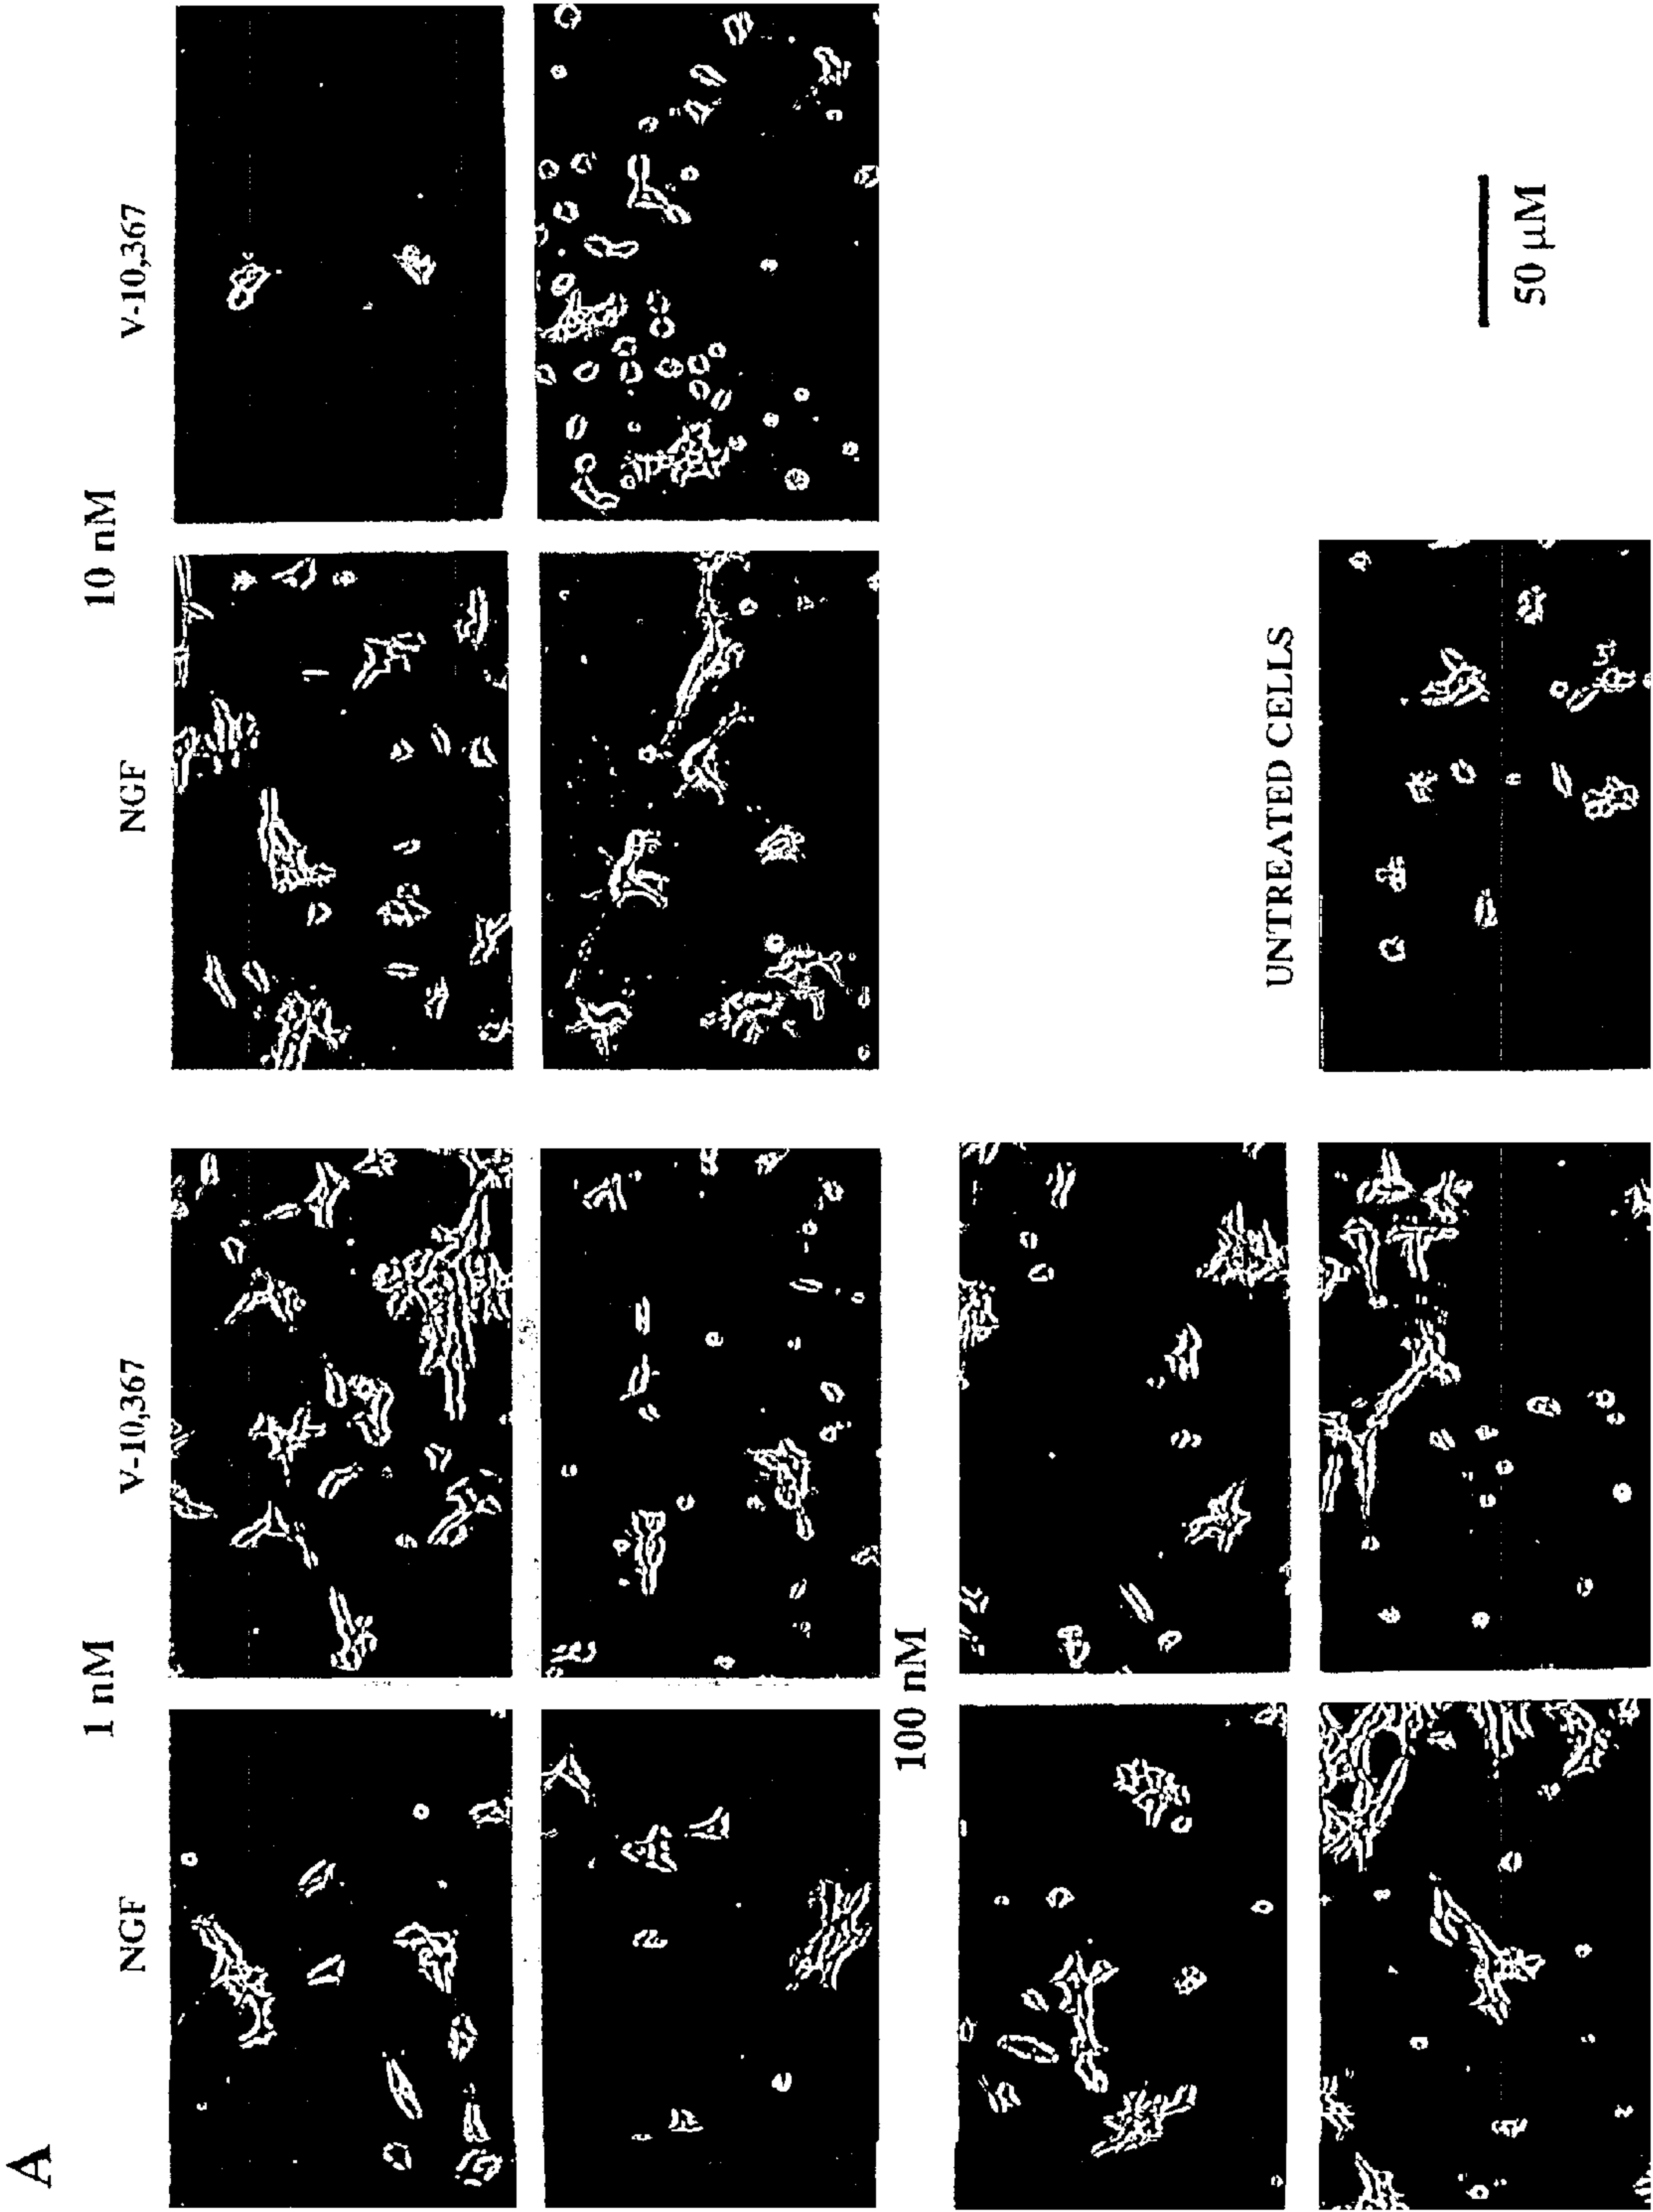 A
1 nM
10 nM
NGF
V-10,367
NGF
V-10,367
100 nM
UNTREATED CELLS
50 µM